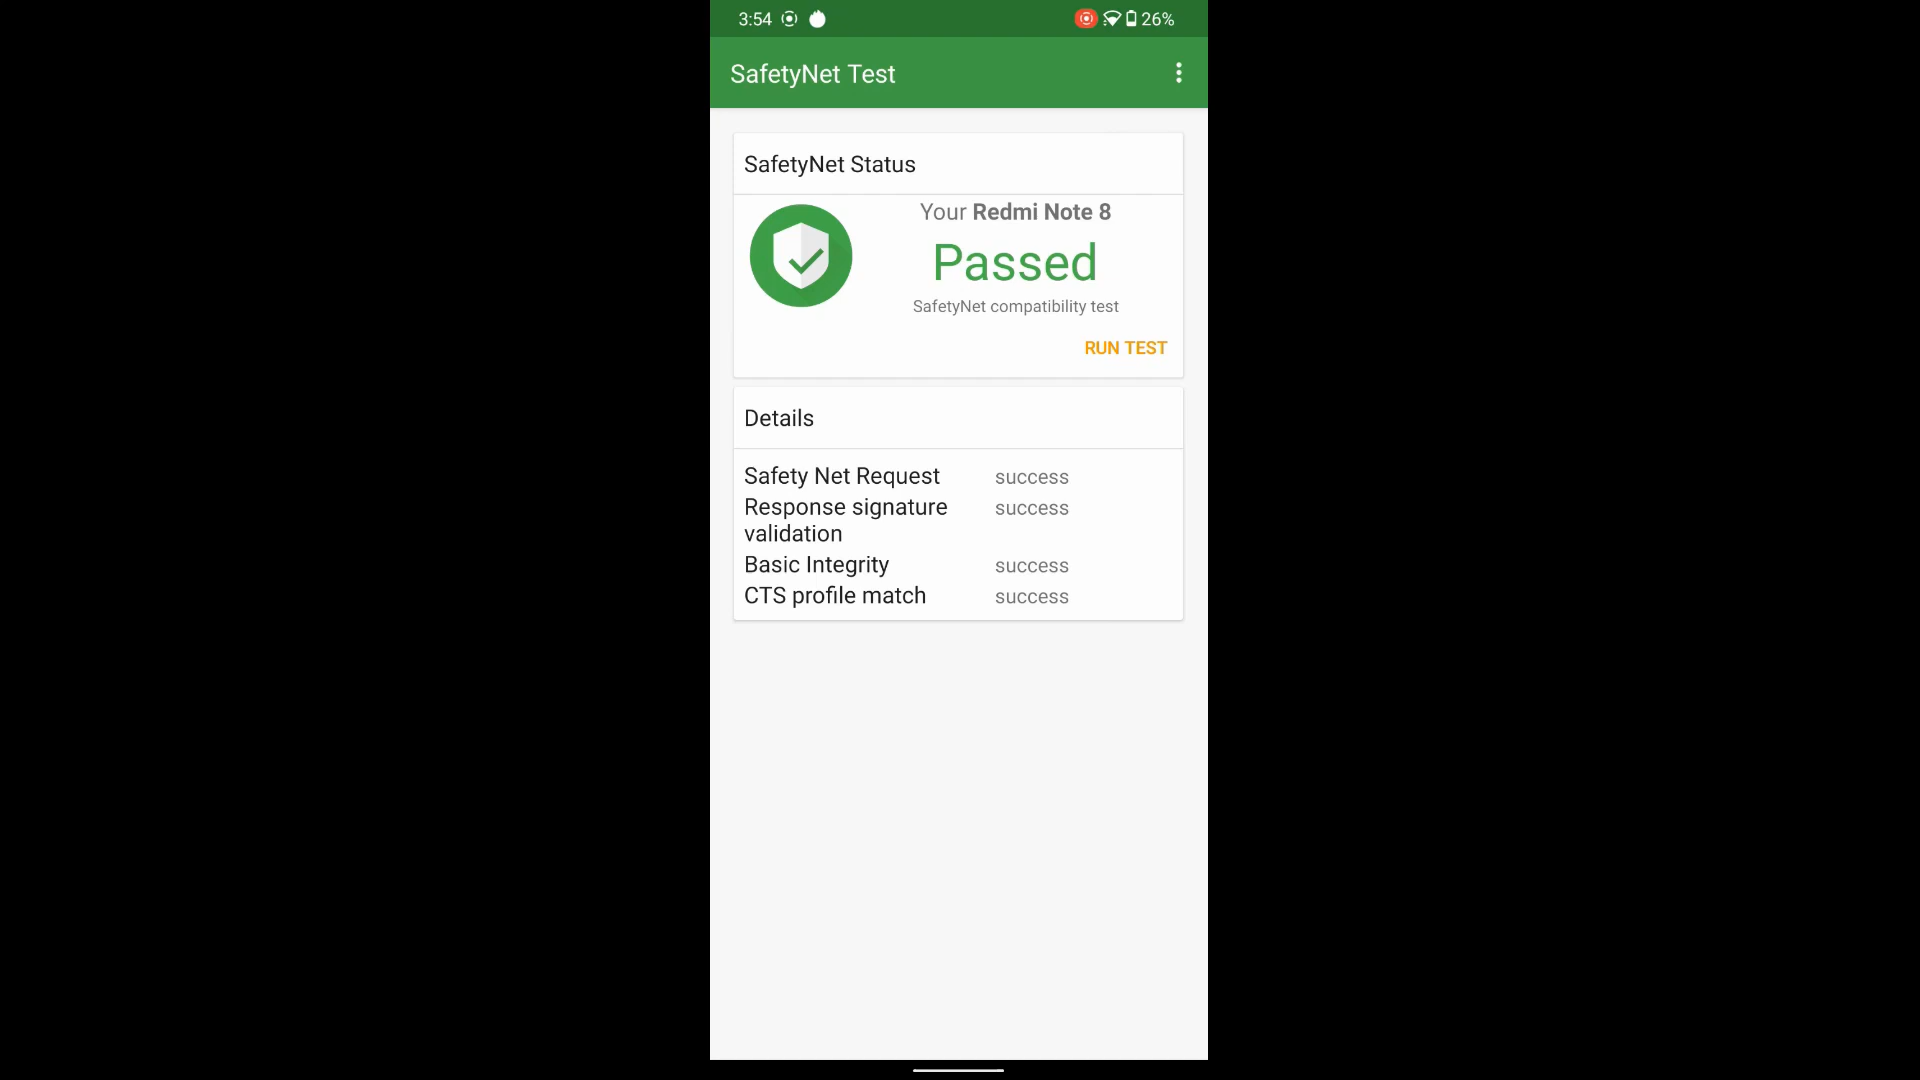 3:54
26%
SafetyNet Test
SafetyNet Status
Your Redmi Note 8
Passed
SafetyNet compatibility test
RUN TEST
Details
Safety Net Request success
Response signature success
validation
Basic Integrity success
CTS profile match success